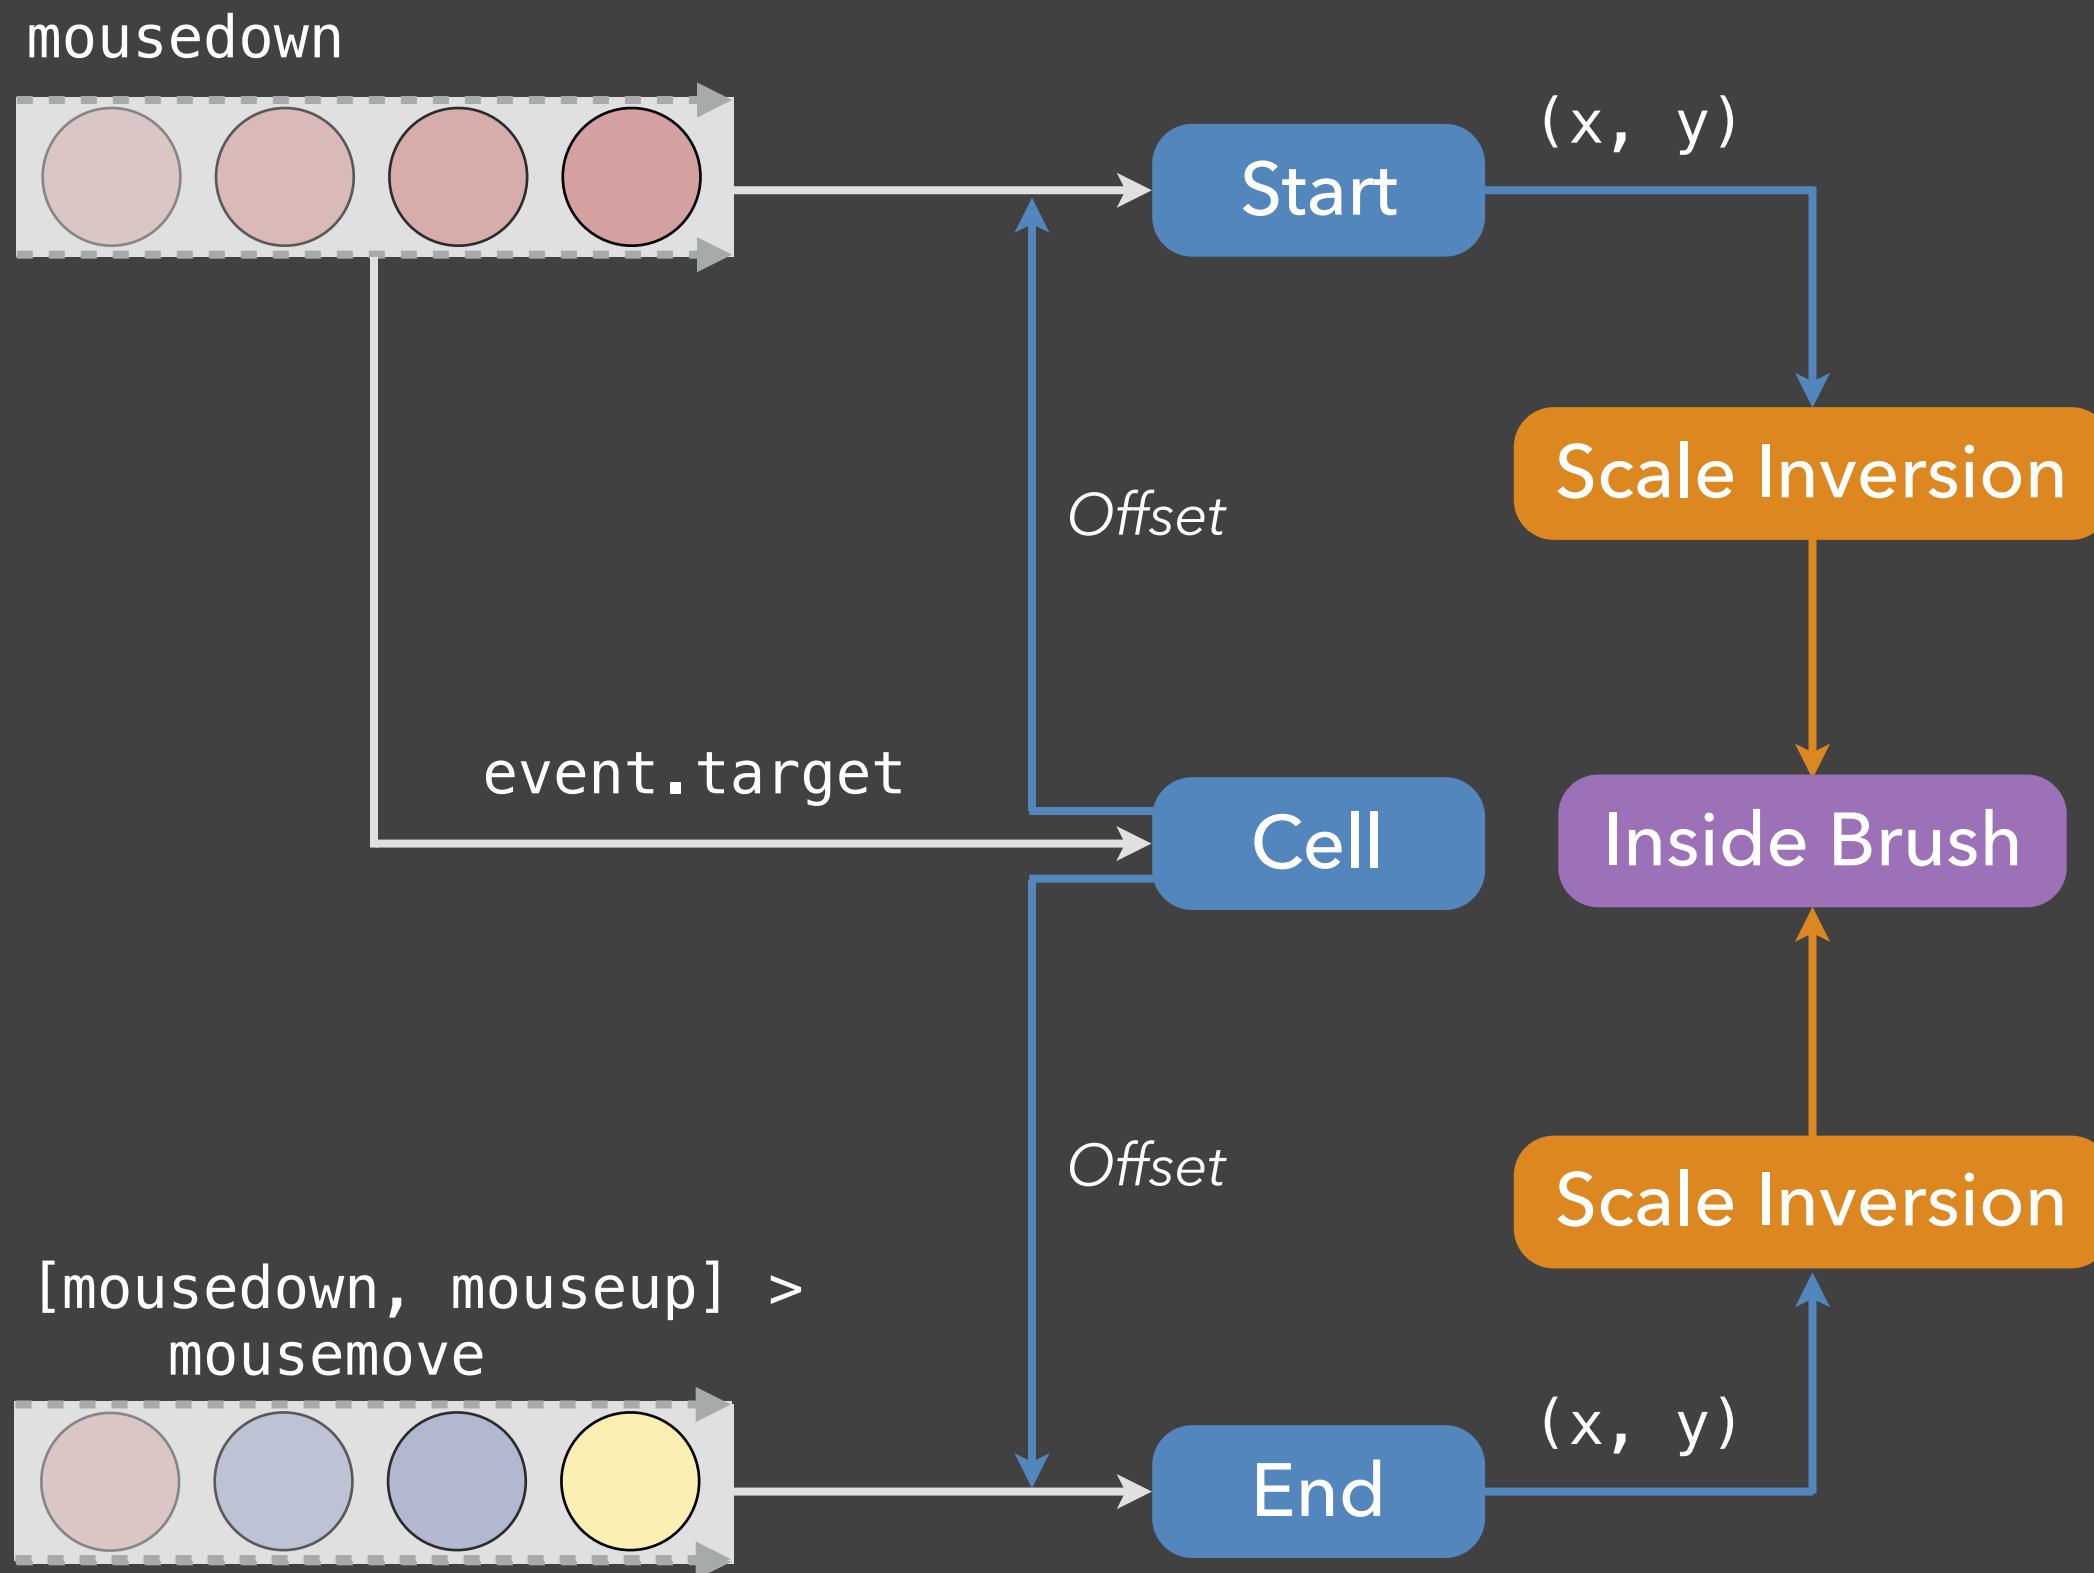 mousedown
(x, y)
Start
Scale Inversion
Offset
event.target
Cell
Inside Brush
Offset
Scale Inversion
[mousedown, mouseup] >
mousemove
(x, y)
End